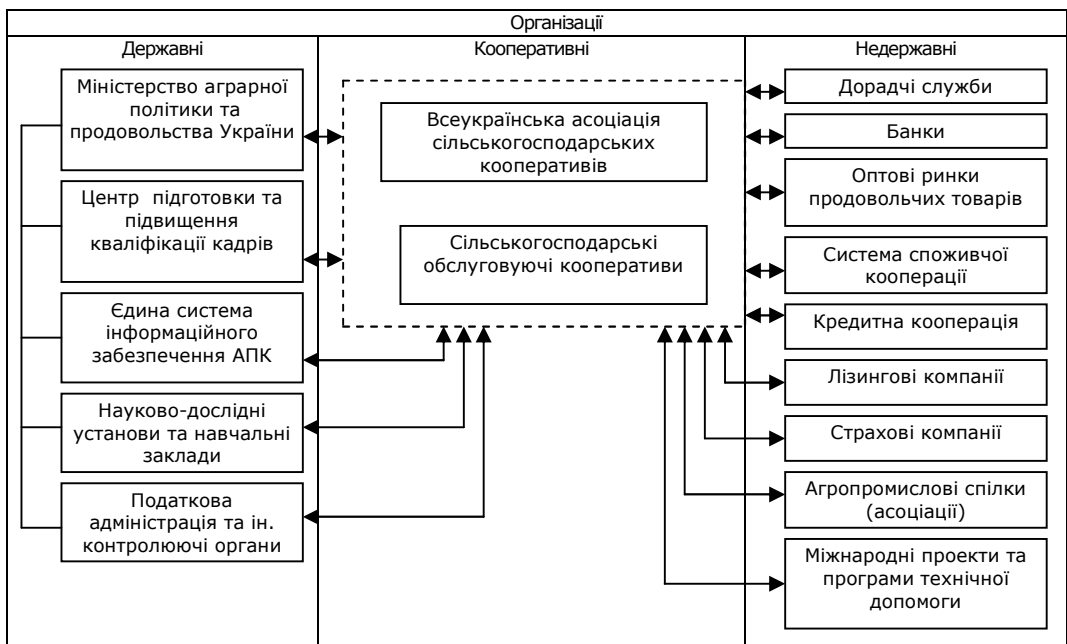 Організації
Державні
Кооперативні
Недержавні
Міністерство аграрної
політики та
продовольства України
Центр підготовки та
підвищення
кваліфікації кадрів
Єдина система
інформаційного
забезпечення АПК
Науково-дослідні
установи та навчальні
заклади
Податкова
адміністрація та ін.
контролюючі органи
Всеукраїнська асоціація
сільськогосподарських
кооперативів
Сільськогосподарські
обслуговуючі кооперативи
Дорадчі служби
Банки
Оптові ринки
продовольчих товарів
Система споживчої
кооперації
Кредитна кооперація
Лізингові компанії
Страхові компанії
Агропромислові спілки
(асоціації)
Міжнародні проекти та
програми технічної
допомоги